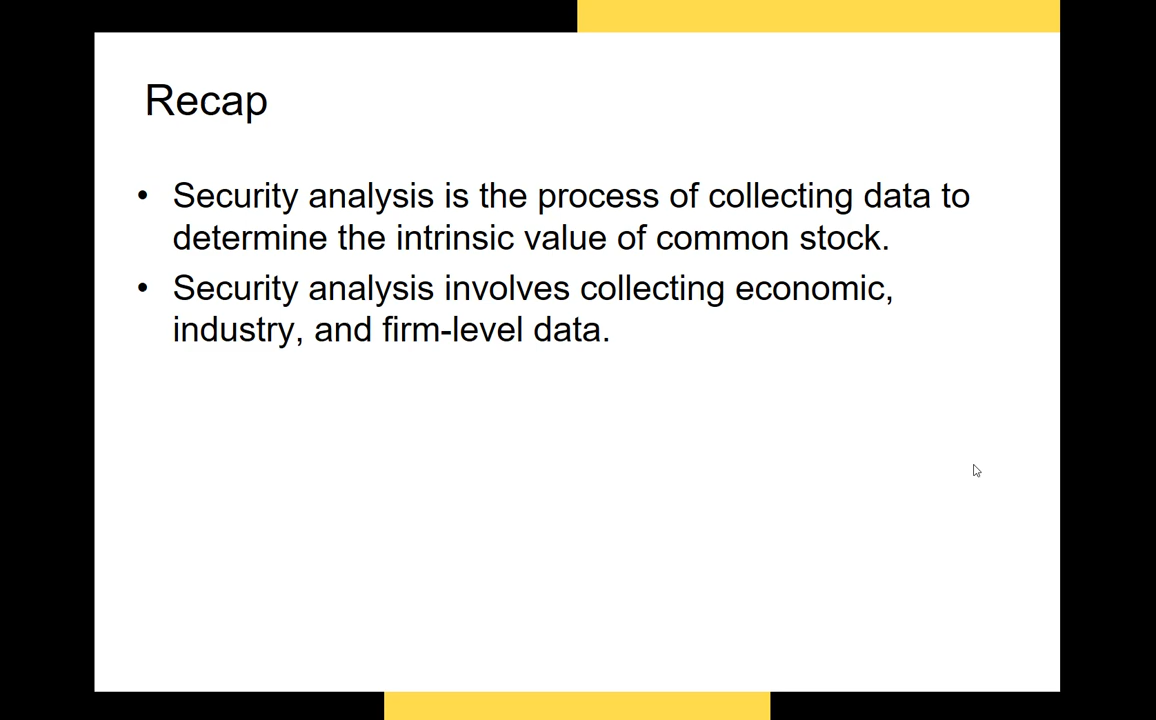 Recap
• Security analysis is the process of collecting data to
determine the intrinsic value of common stock.
• Security analysis involves collecting economic,
industry, and firm-level data.